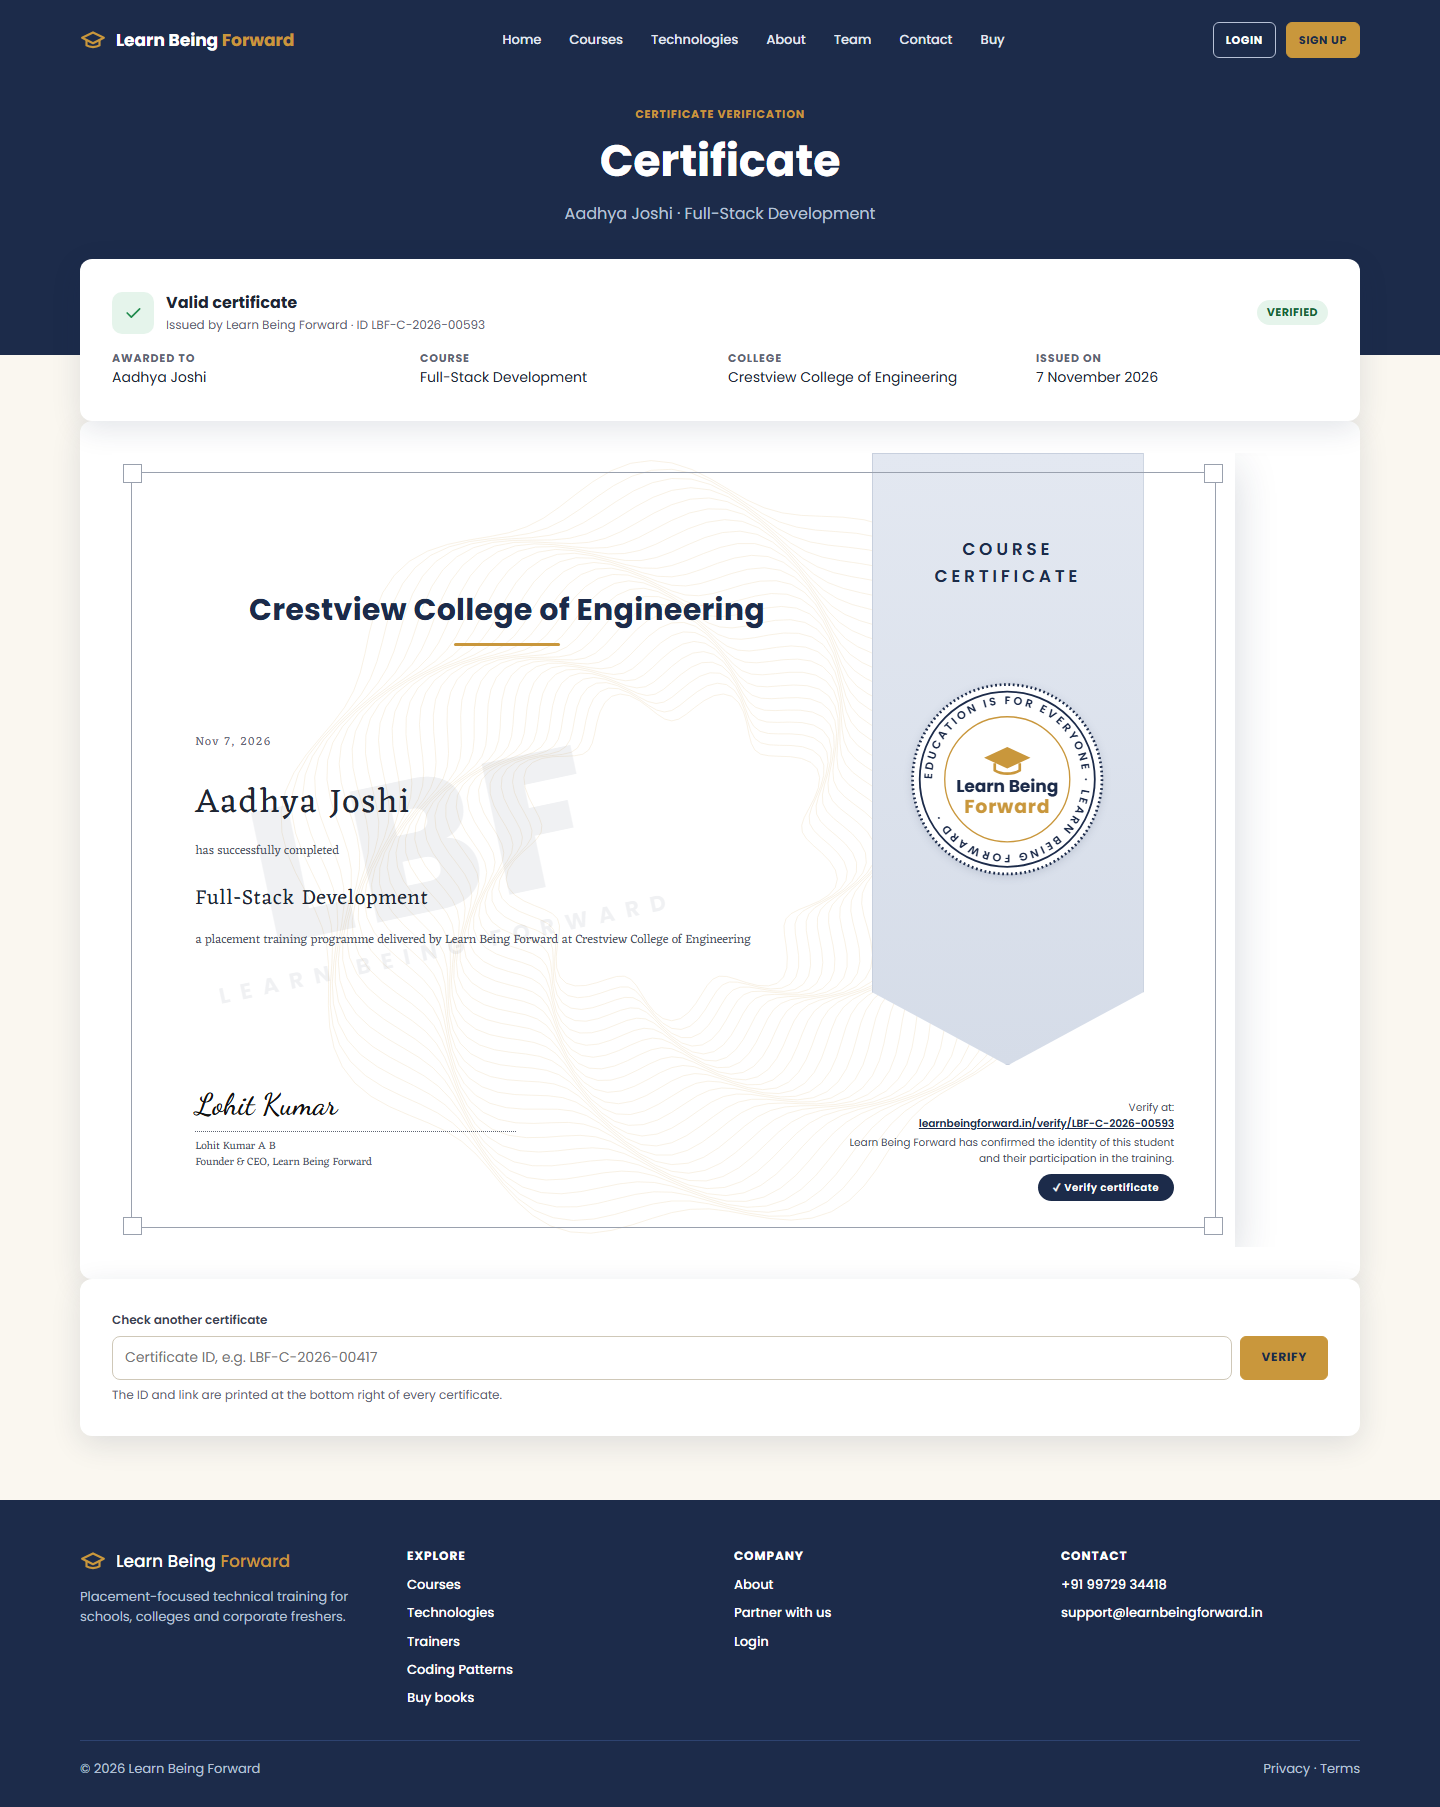 Learn Being Forward
Home Courses Technologies About Team Contact Buy
LOGIN SIGN UP
CERTIFICATE VERIFICATION
Certificate
Aadhya Joshi · Full-Stack Development
Valid certificate
Issued by Learn Being Forward · ID LBF-C-2026-00593
VERIFIED
AWARDED TO COURSE COLLEGE ISSUED ON
Aadhya Joshi Full-Stack Development Crestview College of Engineering 7 November 2026
COURSE
CERTIFICATE
Crestview College of Engineering
EDUCATION IS FOR EVERYONE · LEARN BEING FORWARD ·
Learn Being
Forward
Nov 7, 2026
Aadhya Joshi
has successfully completed
Full-Stack Development
a placement training programme delivered by Learn Being Forward at Crestview College of Engineering
LBF
LEARN BEING FORWARD
Lohit Kumar
Lohit Kumar A B
Founder & CEO, Learn Being Forward
Verify at:
learnbeingforward.in/verify/LBF-C-2026-00593
Learn Being Forward has confirmed the identity of this student
and their participation in the training.
✓ Verify certificate
Check another certificate
Certificate ID, e.g. LBF-C-2026-00417
VERIFY
The ID and link are printed at the bottom right of every certificate.
Learn Being Forward
Placement-focused technical training for
schools, colleges and corporate freshers.
EXPLORE
Courses
Technologies
Trainers
Coding Patterns
Buy books
COMPANY
About
Partner with us
Login
CONTACT
+91 99729 34418
support@learnbeingforward.in
© 2026 Learn Being Forward
Privacy · Terms